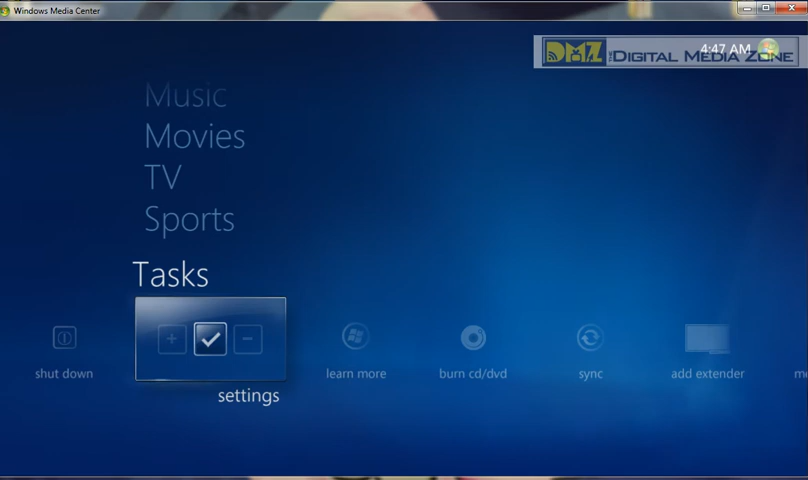 Windows Media Center
DMZ THE DIGITAL MEDIA ZONE
4:47 AM
Music
Movies
TV
Sports
Tasks
shut down
settings
learn more
burn cd/dvd
sync
add extender